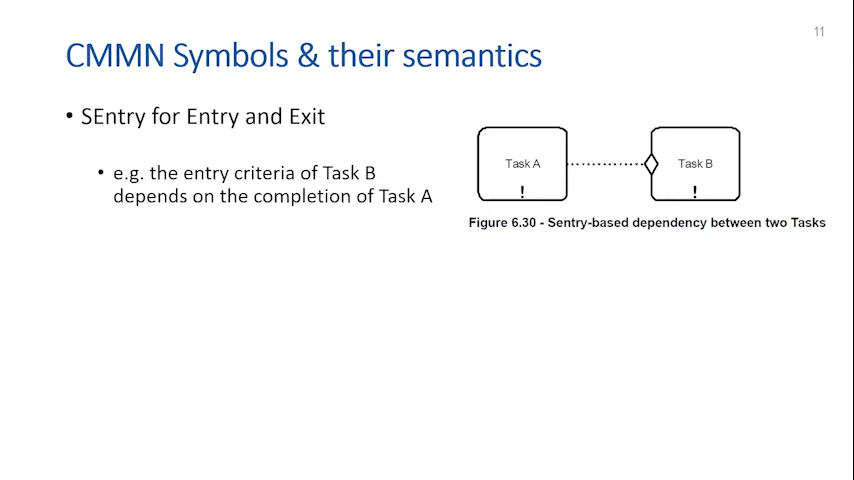 11
CMMN Symbols & their semantics
• SEntry for Entry and Exit
• e.g. the entry criteria of Task B
depends on the completion of Task A
Task A
!
Task B
!
Figure 6.30 - Sentry-based dependency between two Tasks